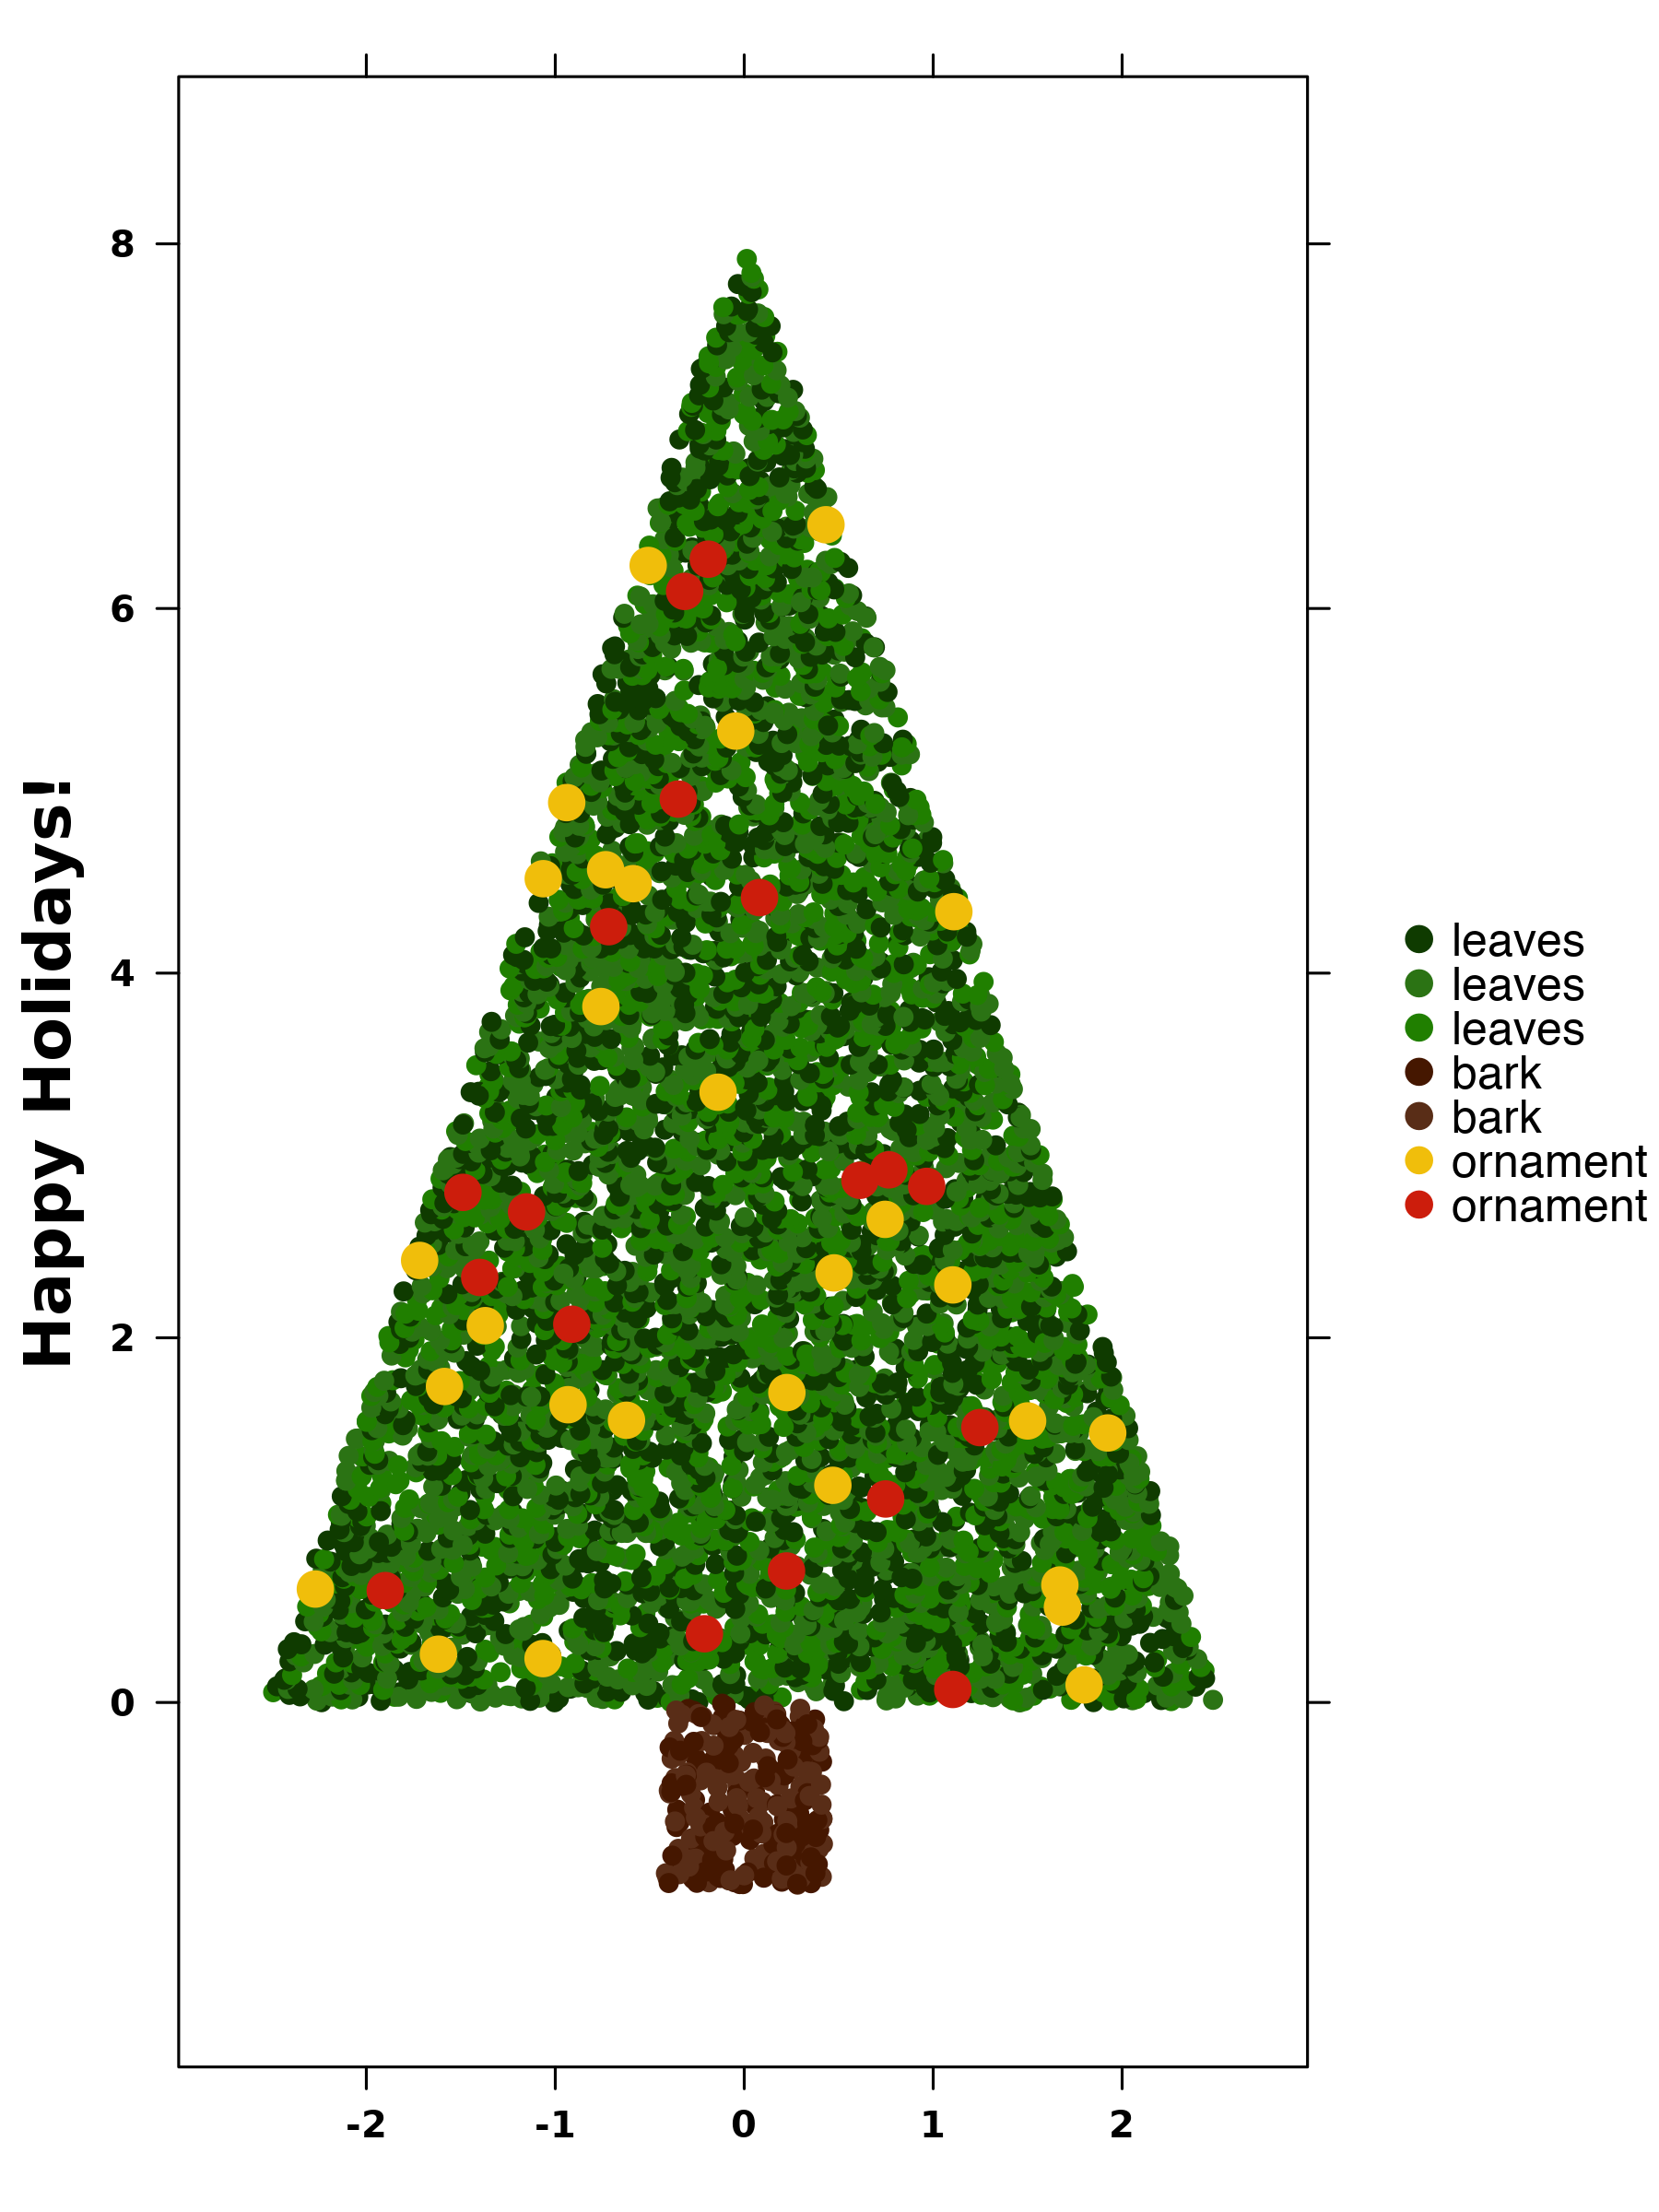 Happy Holidays!
8
6
4
2
0
-2 -1 0 1 2
leaves
leaves
leaves
bark
bark
ornament
ornament